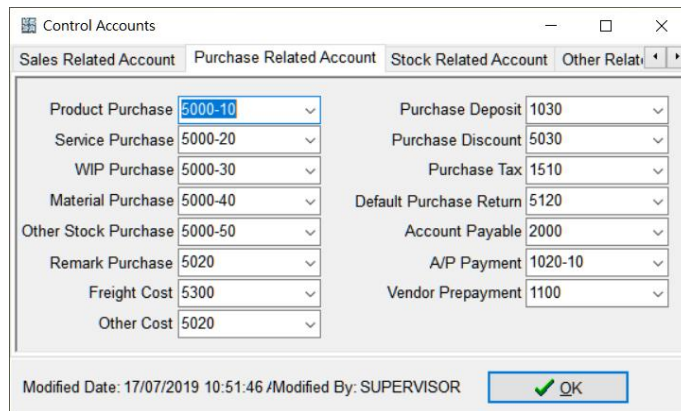 Control Accounts
Sales Related Account Purchase Related Account Stock Related Account Other Relat
Product Purchase 5000-10 Purchase Deposit 1030
Service Purchase 5000-20 Purchase Discount 5030
WIP Purchase 5000-30 Purchase Tax 1510
Material Purchase 5000-40 Default Purchase Return 5120
Other Stock Purchase 5000-50 Account Payable 2000
Remark Purchase 5020 A/P Payment 1020-10
Freight Cost 5300 Vendor Prepayment 1100
Other Cost 5020
Modified Date: 17/07/2019 10:51:46 /Modified By: SUPERVISOR OK